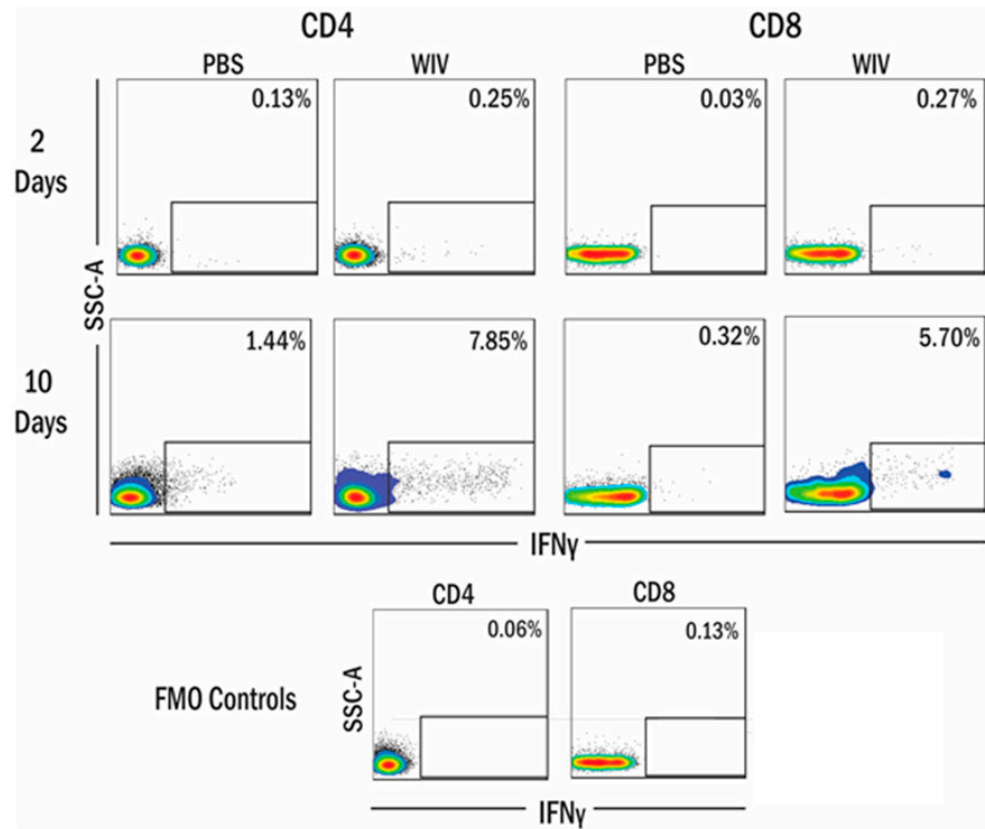 CD4 CD8
PBS WIV PBS WIV
2 Days
0.13% 0.25% 0.03% 0.27%
SSC-A
10 Days
1.44% 7.85% 0.32% 5.70%
IFNγ
CD4 CD8
FMO Controls
SSC-A
0.06% 0.13%
IFNγ